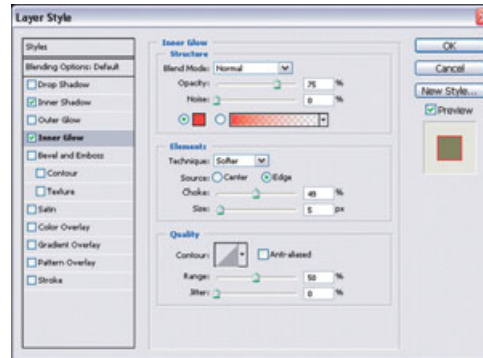 Layer Style
Styles
Blending Options: Default
Drop Shadow
Inner Shadow
Outer Glow
Inner Glow
Bevel and Emboss
Contour
Texture
Satin
Color Overlay
Gradient Overlay
Pattern Overlay
Stroke
Inner Glow
Structure
Blend Mode: Normal
Opacity: 75 %
Noise: 0 %
Elements
Technique: Softer
Source: Center Edge
Choke: 49 %
Size: 5 px
Quality
Contour: Anti-aliased
Range: 50 %
Jitter: 0 %
OK
Cancel
New Style...
Preview